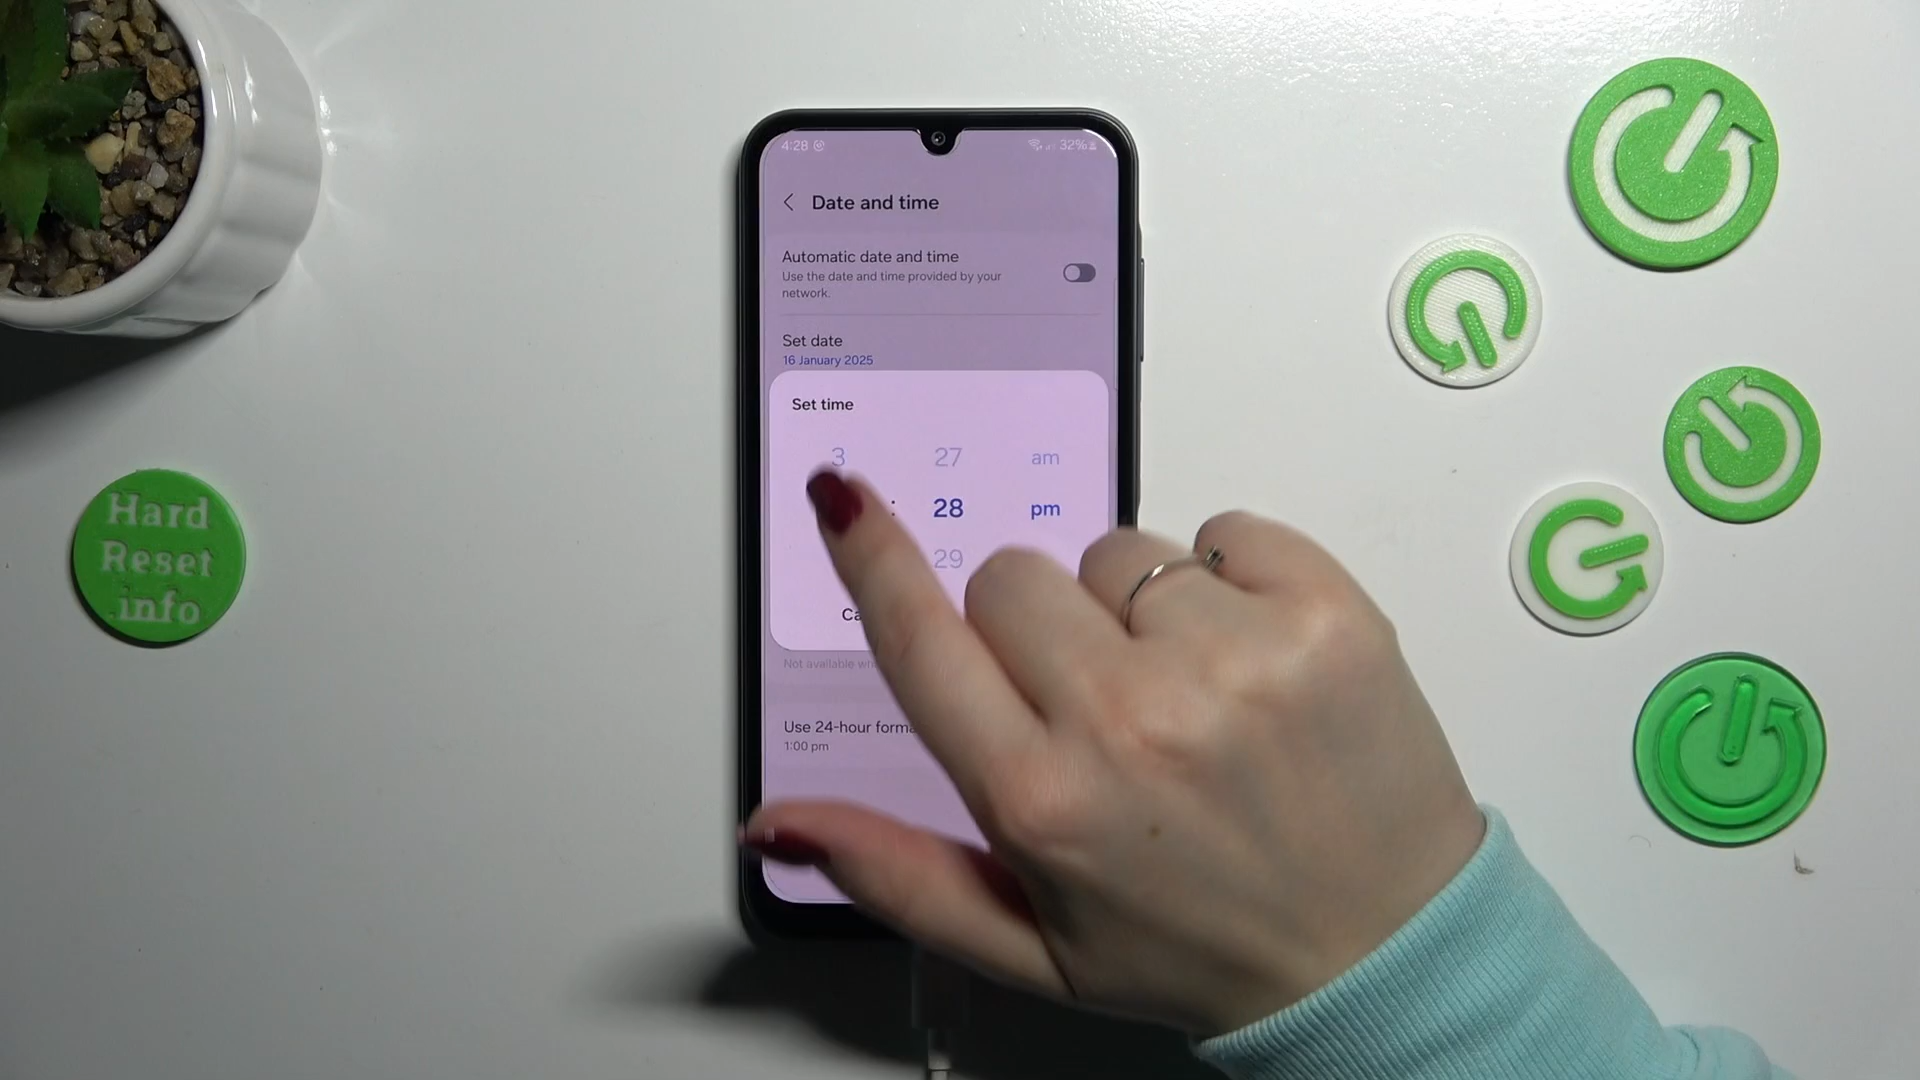 4:28
32%
Date and time
Automatic date and time
Use the date and time provided by your
network.
Set date
16 January 2025
Set time
3 27 am
: 28 pm
29
Not available
Use 24-hour
1:00 pm
Hard
Reset
.info